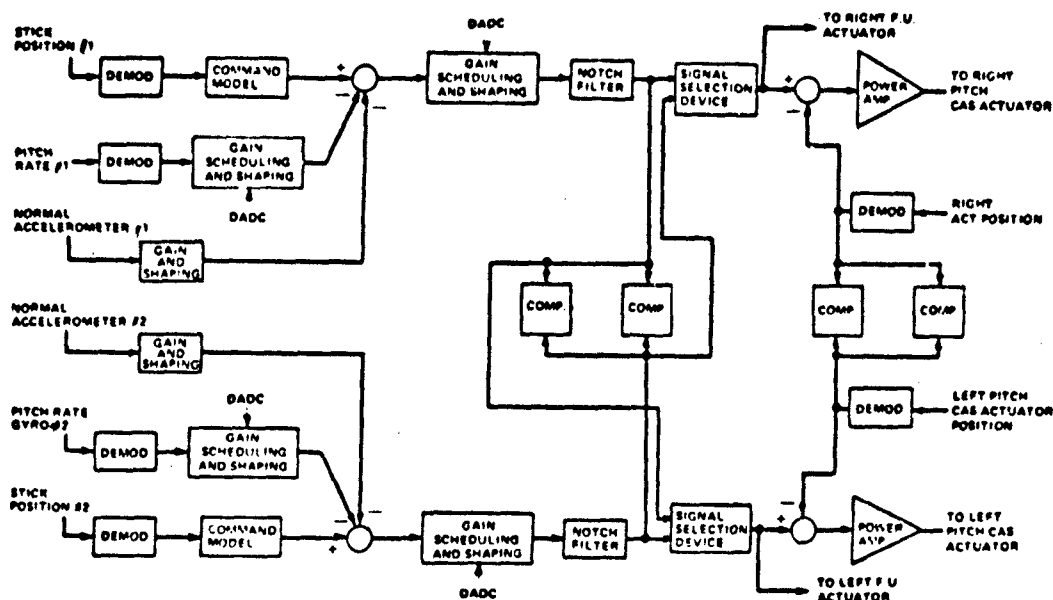 STICK
POSITION #1
DEMOD
COMMAND
MODEL
DADC
GAIN
SCHEDULING
AND SHAPING
NOTCH
FILTER
SIGNAL
SELECTION
DEVICE
TO RIGHT F.U.
ACTUATOR
POWER
AMP
TO RIGHT
PITCH
CAS ACTUATOR
PITCH
RATE #1
DEMOD
GAIN
SCHEDULING
AND SHAPING
DADC
NORMAL
ACCELEROMETER #1
GAIN
AND
SHAPING
DEMOD
RIGHT
ACT POSITION
COMP.
COMP
COMP
COMP
NORMAL
ACCELEROMETER #2
GAIN
AND
SHAPING
DEMOD
LEFT PITCH
CAS ACTUATOR
POSITION
PITCH RATE
GYRO #2
DEMOD
DADC
GAIN
SCHEDULING
AND SHAPING
STICK
POSITION #2
DEMOD
COMMAND
MODEL
GAIN
SCHEDULING
AND SHAPING
DADC
NOTCH
FILTER
SIGNAL
SELECTION
DEVICE
POWER
AMP
TO LEFT
PITCH CAS
ACTUATOR
TO LEFT F.U
ACTUATOR